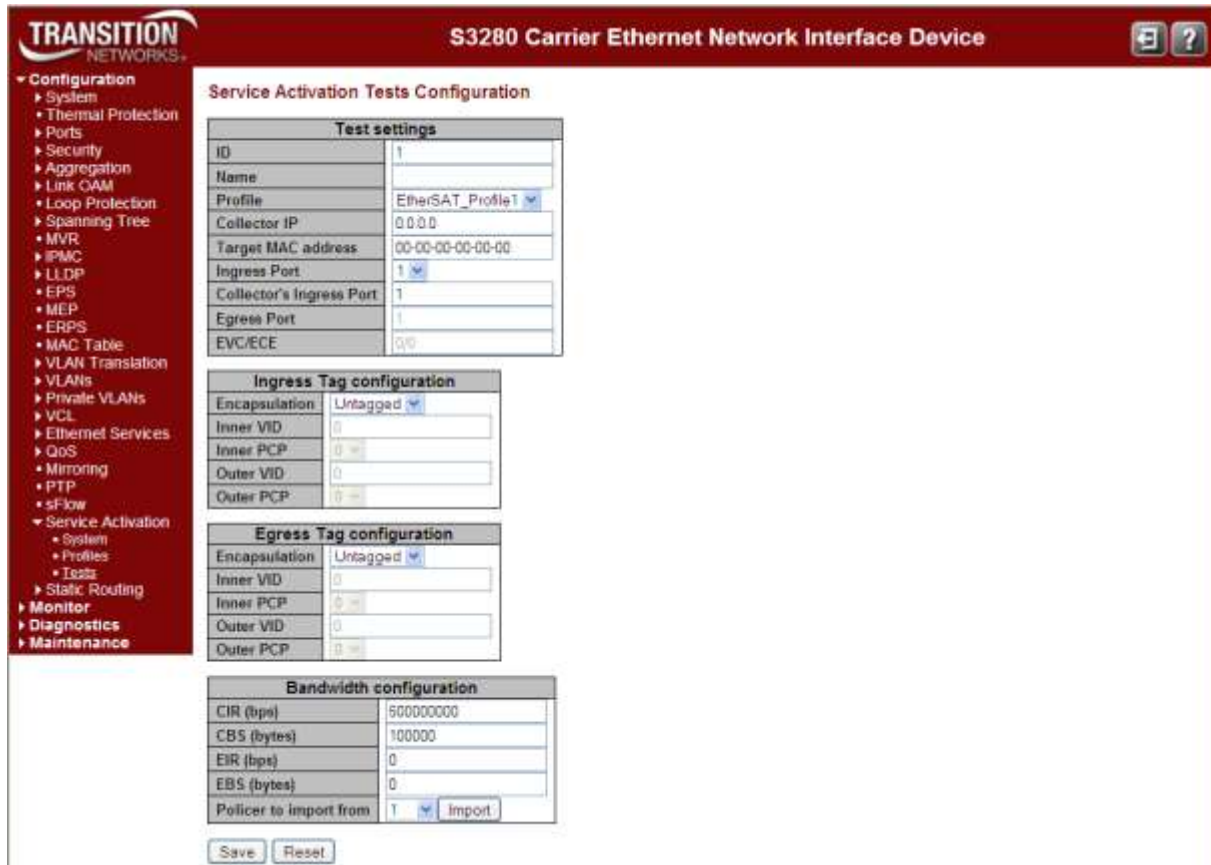 TRANSITION
NETWORKS
S3280 Carrier Ethernet Network Interface Device
?
Configuration
System
Thermal Protection
Ports
Security
Aggregation
Link OAM
Loop Protection
Spanning Tree
MVR
IPMC
LLDP
EPS
MEP
ERPS
MAC Table
VLAN Translation
VLANs
Private VLANs
VCL
Ethernet Services
QoS
Mirroring
PTP
sFlow
Service Activation
System
Profiles
Tests
Static Routing
Monitor
Diagnostics
Maintenance
Service Activation Tests Configuration
Test settings
ID 1
Name
Profile EtherSAT_Profile1
Collector IP 0.0.0.0
Target MAC address 00-00-00-00-00-00
Ingress Port 1
Collector's Ingress Port 1
Egress Port 1
EVC/ECE 0/0
Ingress Tag configuration
Encapsulation Untagged
Inner VID 0
Inner PCP 0
Outer VID 0
Outer PCP 0
Egress Tag configuration
Encapsulation Untagged
Inner VID 0
Inner PCP 0
Outer VID 0
Outer PCP 0
Bandwidth configuration
CIR (bps) 600000000
CBS (bytes) 100000
EIR (bps) 0
EBS (bytes) 0
Policer to import from 1 Import
Save Reset